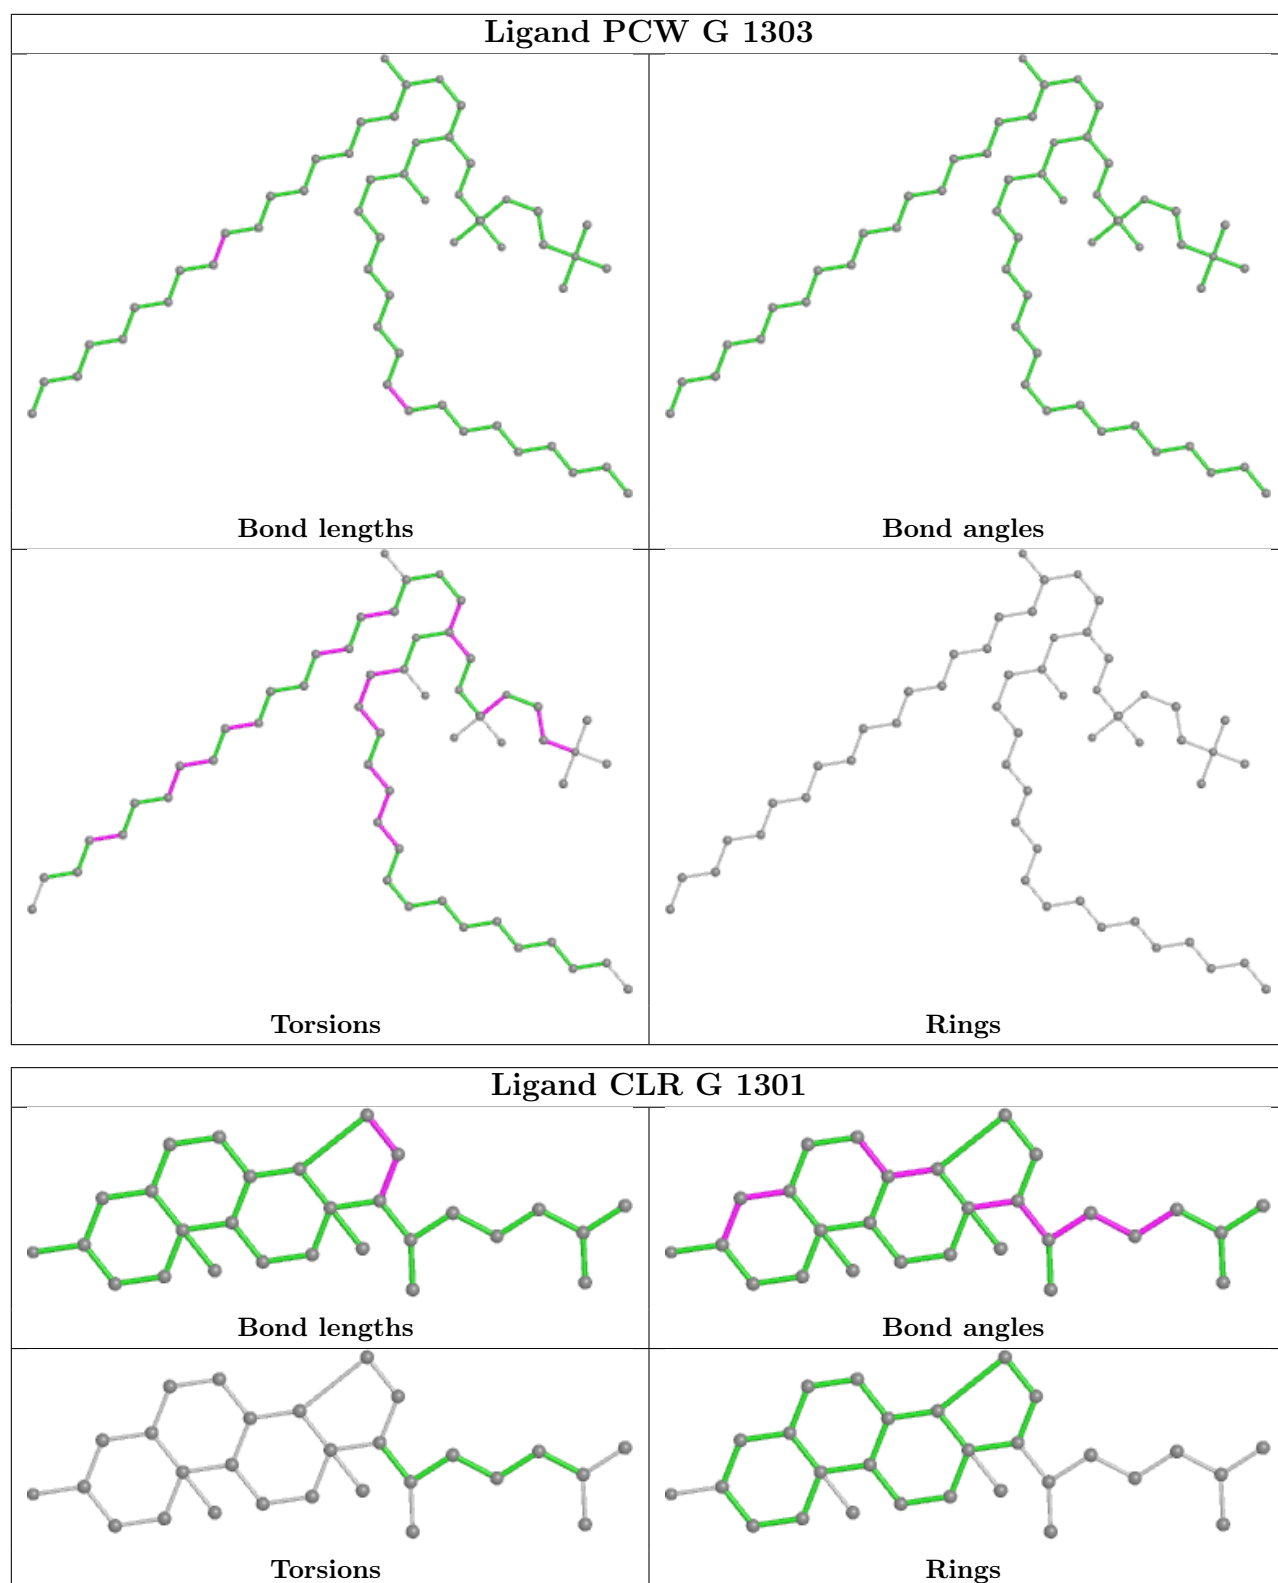 Ligand PCW G 1303
Bond lengths
Bond angles
Torsions
Rings
Ligand CLR G 1301
Bond lengths
Bond angles
Torsions
Rings